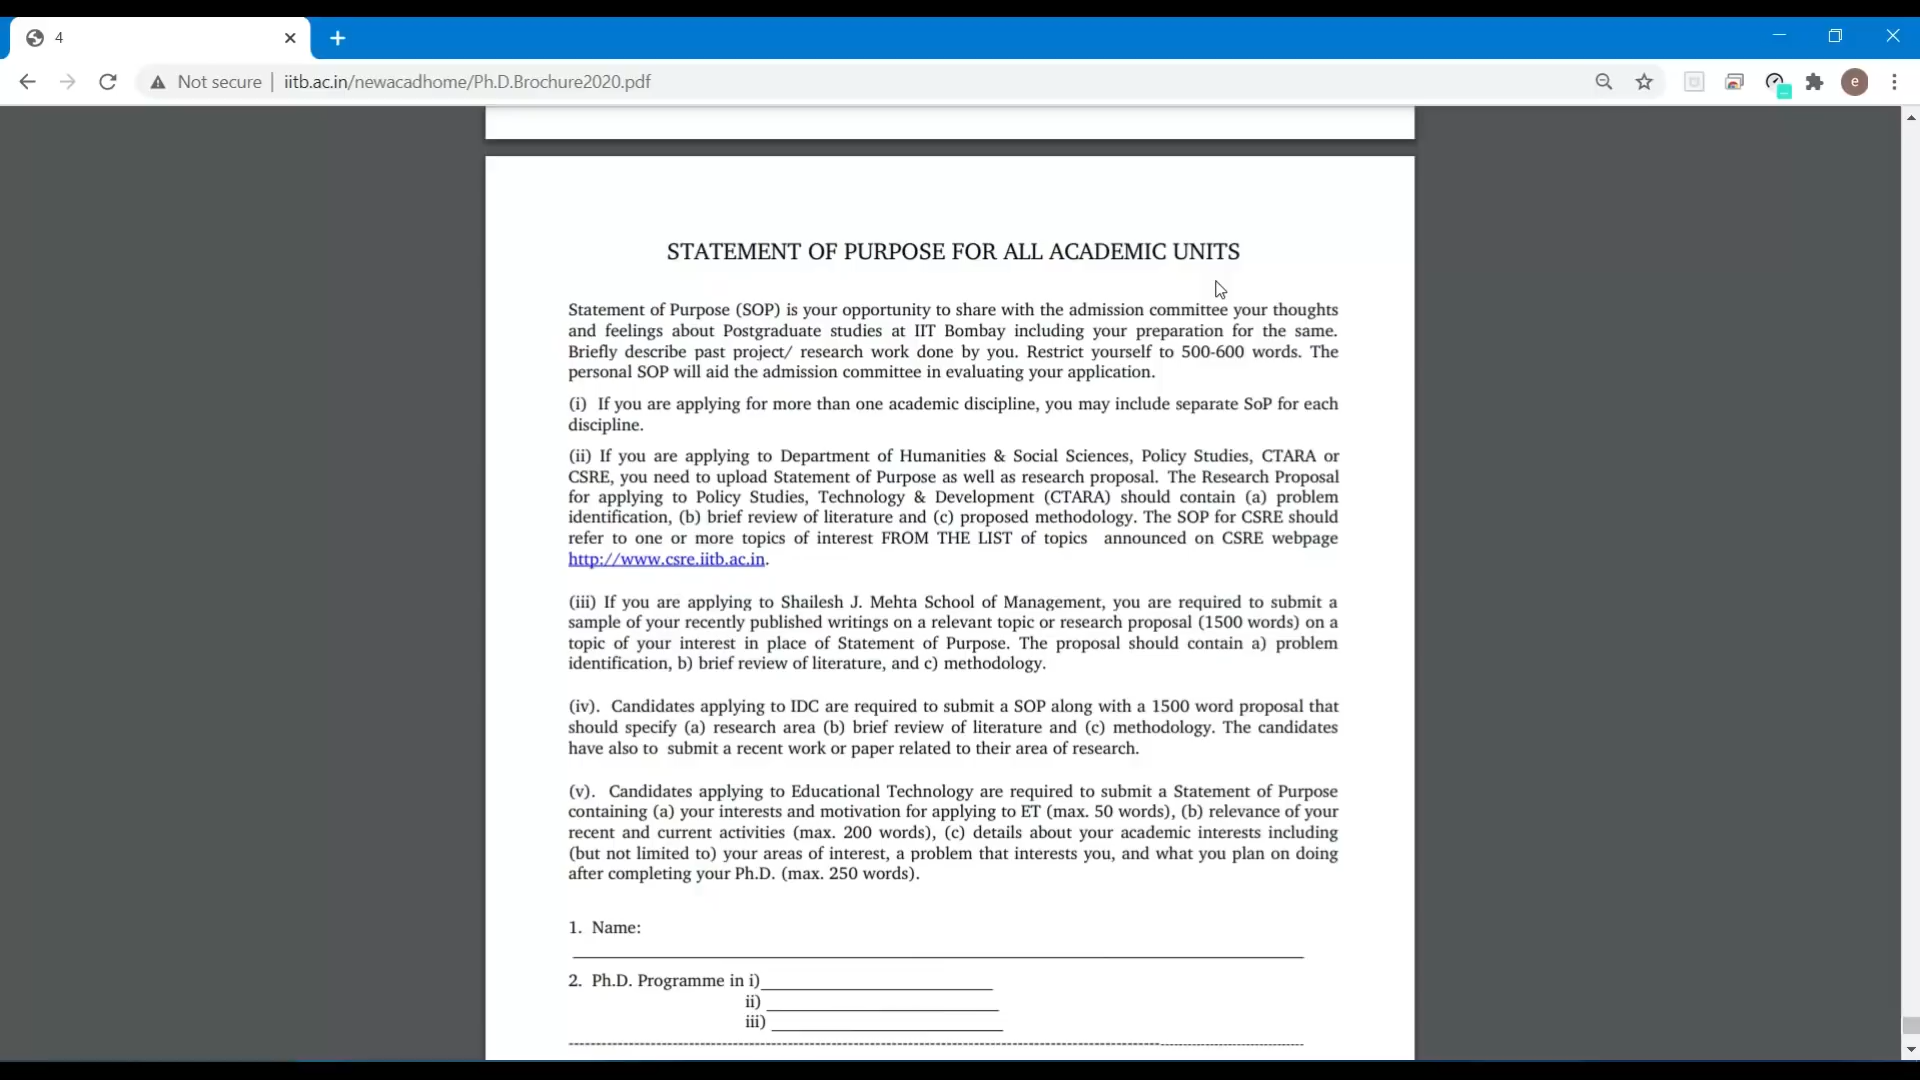 4
Not secure | iitb.ac.in/newacadhome/Ph.D.Brochure2020.pdf
e
STATEMENT OF PURPOSE FOR ALL ACADEMIC UNITS
Statement of Purpose (SOP) is your opportunity to share with the admission committee your thoughts
and feelings about Postgraduate studies at IIT Bombay including your preparation for the same.
Briefly describe past project/ research work done by you. Restrict yourself to 500-600 words. The
personal SOP will aid the admission committee in evaluating your application.
(i) If you are applying for more than one academic discipline, you may include separate SoP for each
discipline.
(ii) If you are applying to Department of Humanities & Social Sciences, Policy Studies, CTARA or
CSRE, you need to upload Statement of Purpose as well as research proposal. The Research Proposal
for applying to Policy Studies, Technology & Development (CTARA) should contain (a) problem
identification, (b) brief review of literature and (c) proposed methodology. The SOP for CSRE should
refer to one or more topics of interest FROM THE LIST of topics announced on CSRE webpage
http://www.csre.iitb.ac.in.
(iii) If you are applying to Shailesh J. Mehta School of Management, you are required to submit a
sample of your recently published writings on a relevant topic or research proposal (1500 words) on a
topic of your interest in place of Statement of Purpose. The proposal should contain a) problem
identification, b) brief review of literature, and c) methodology.
(iv). Candidates applying to IDC are required to submit a SOP along with a 1500 word proposal that
should specify (a) research area (b) brief review of literature and (c) methodology. The candidates
have also to submit a recent work or paper related to their area of research.
(v). Candidates applying to Educational Technology are required to submit a Statement of Purpose
containing (a) your interests and motivation for applying to ET (max. 50 words), (b) relevance of your
recent and current activities (max. 200 words), (c) details about your academic interests including
(but not limited to) your areas of interest, a problem that interests you, and what you plan on doing
after completing your Ph.D. (max. 250 words).
1. Name:
2. Ph.D. Programme in i)
ii)
iii)